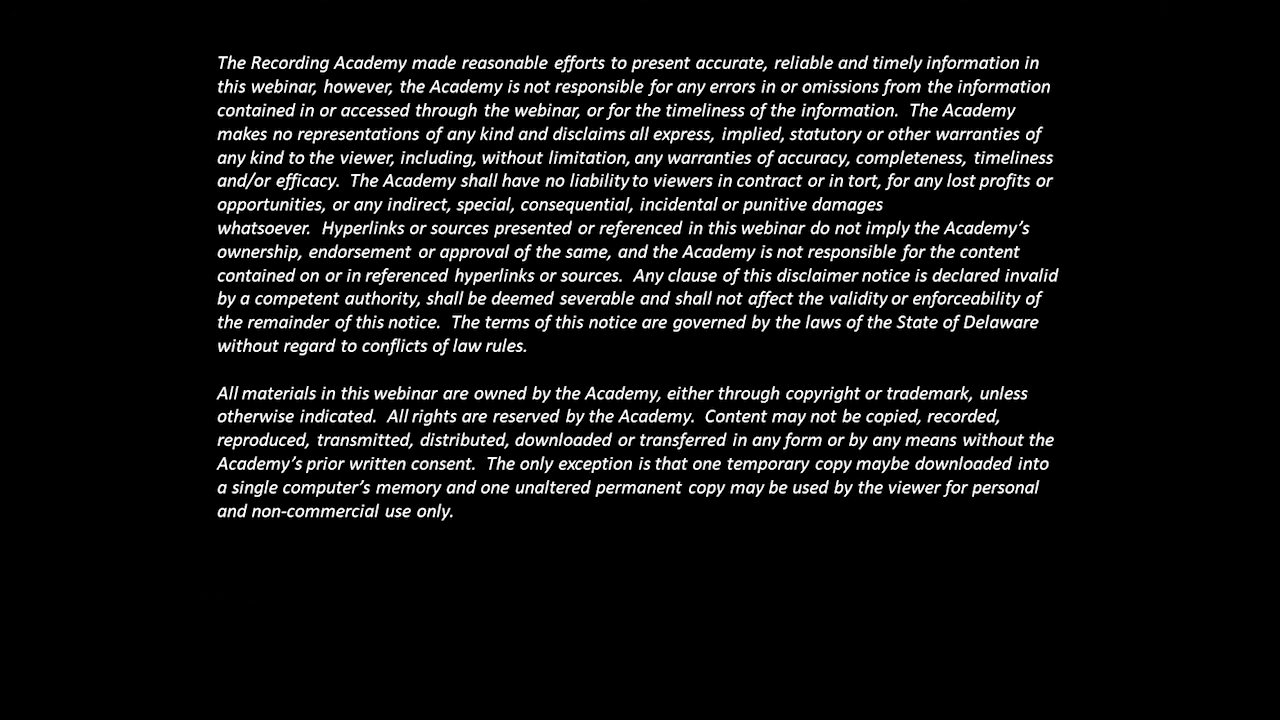 The Recording Academy made reasonable efforts to present accurate, reliable and timely information in
this webinar, however, the Academy is not responsible for any errors in or omissions from the information
contained in or accessed through the webinar, or for the timeliness of the information.  The Academy
makes no representations of any kind and disclaims all express, implied, statutory or other warranties of
any kind to the viewer, including, without limitation, any warranties of accuracy, completeness, timeliness
and/or efficacy.  The Academy shall have no liability to viewers in contract or in tort, for any lost profits or
opportunities, or any indirect, special, consequential, incidental or punitive damages
whatsoever.  Hyperlinks or sources presented or referenced in this webinar do not imply the Academy’s
ownership, endorsement or approval of the same, and the Academy is not responsible for the content
contained on or in referenced hyperlinks or sources.  Any clause of this disclaimer notice is declared invalid
by a competent authority, shall be deemed severable and shall not affect the validity or enforceability of
the remainder of this notice.  The terms of this notice are governed by the laws of the State of Delaware
without regard to conflicts of law rules.
All materials in this webinar are owned by the Academy, either through copyright or trademark, unless
otherwise indicated.  All rights are reserved by the Academy.  Content may not be copied, recorded,
reproduced, transmitted, distributed, downloaded or transferred in any form or by any means without the
Academy’s prior written consent.  The only exception is that one temporary copy maybe downloaded into
a single computer’s memory and one unaltered permanent copy may be used by the viewer for personal
and non-commercial use only.